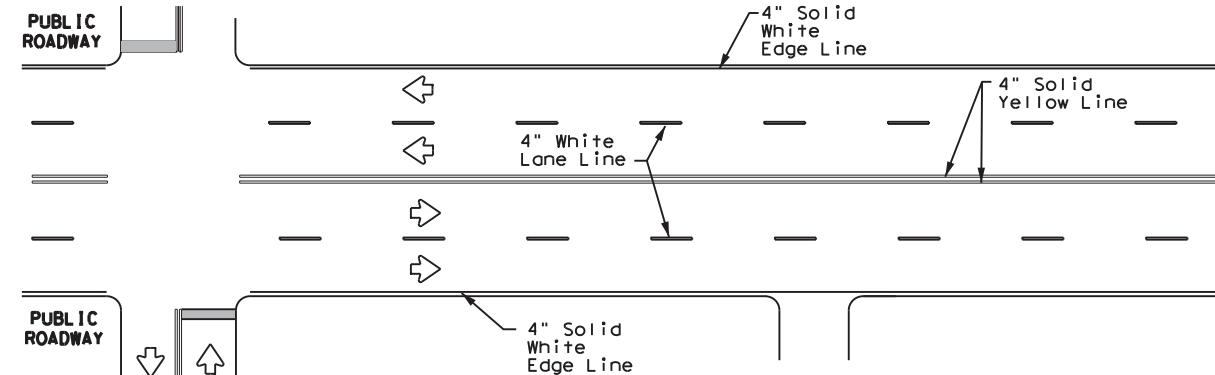 PUBLIC
ROADWAY
4" Solid
White
Edge Line
4" Solid
Yellow Line
4" White
Lane Line
PUBLIC
ROADWAY
4" Solid
White
Edge Line